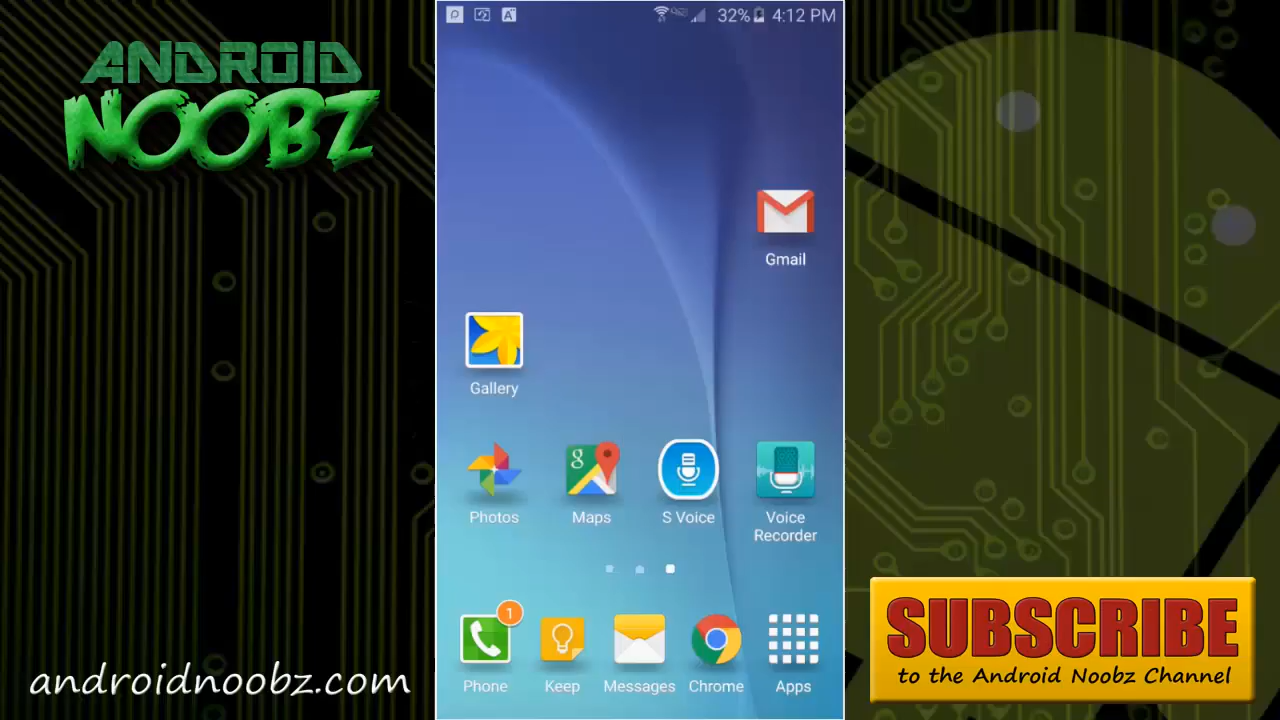 ANDROID
NOOBZ
32% 4:12 PM
Gmail
Gallery
Photos
Maps
S Voice
Voice
Recorder
1
Phone
Keep
Messages
Chrome
Apps
androidnoobz.com
SUBSCRIBE
to the Android Noobz Channel